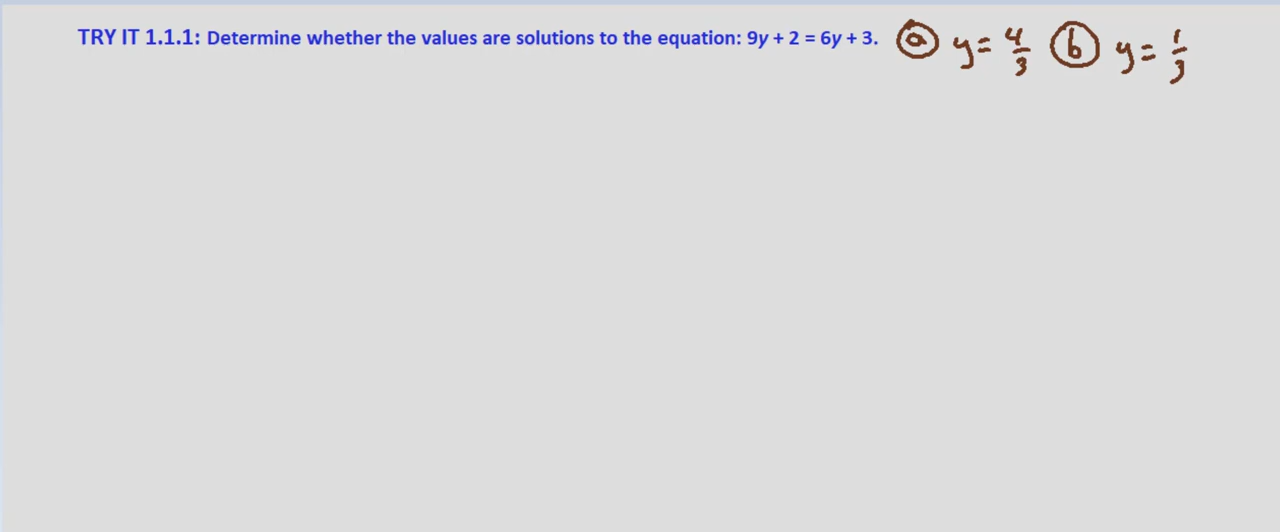 TRY IT 1.1.1: Determine whether the values are solutions to the equation: 9y + 2 = 6y + 3. ⓐ y = 4/3 ⓑ y = 1/3